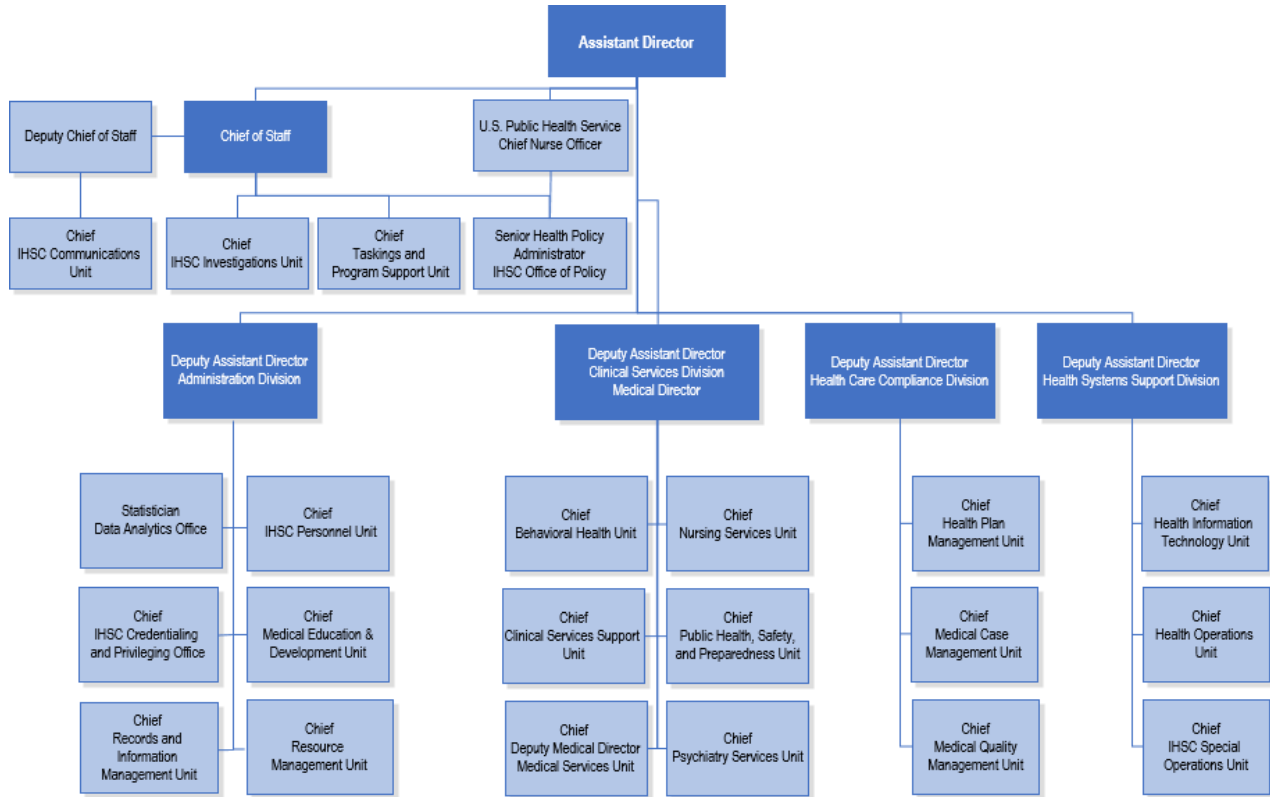 Assistant Director
Deputy Chief of Staff
Chief of Staff
U.S. Public Health Service
Chief Nurse Officer
Chief
IHSC Communications
Unit
Chief
IHSC Investigations Unit
Chief
Taskings and
Program Support Unit
Senior Health Policy
Administrator
IHSC Office of Policy
Deputy Assistant Director
Administration Division
Deputy Assistant Director
Clinical Services Division
Medical Director
Deputy Assistant Director
Health Care Compliance Division
Deputy Assistant Director
Health Systems Support Division
Statistician
Data Analytics Office
Chief
IHSC Personnel Unit
Chief
Behavioral Health Unit
Chief
Nursing Services Unit
Chief
Health Plan
Management Unit
Chief
Health Information
Technology Unit
Chief
IHSC Credentialing
and Privileging Office
Chief
Medical Education &
Development Unit
Chief
Clinical Services Support
Unit
Chief
Public Health, Safety,
and Preparedness Unit
Chief
Medical Case
Management Unit
Chief
Health Operations
Unit
Chief
Records and
Information
Management Unit
Chief
Resource
Management Unit
Chief
Deputy Medical Director
Medical Services Unit
Chief
Psychiatry Services Unit
Chief
Medical Quality
Management Unit
Chief
IHSC Special
Operations Unit